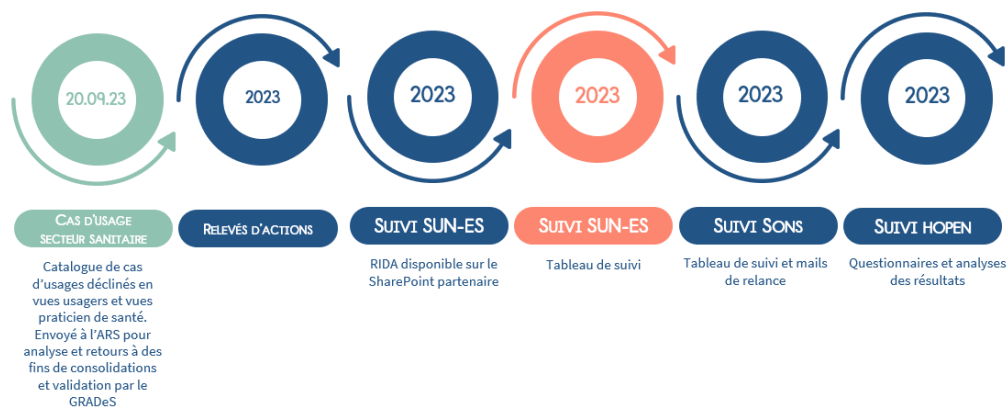 20.09.23
2023
2023
2023
2023
2023
CAS D'USAGE
SECTEUR SANITAIRE
Catalogue de cas
d'usages déclinés en
vues usagers et vues
praticien de santé.
Envoyé à l'ARS pour
analyse et retours à des
fins de consolidations
et validation par le
GRADeS
RELEVÉS D'ACTIONS
SUIVI SUN-ES
RIDA disponible sur le
SharePoint partenaire
SUIVI SUN-ES
Tableau de suivi
SUIVI SONS
Tableau de suivi et mails
de relance
SUIVI HOPEN
Questionnaires et analyses
des résultats